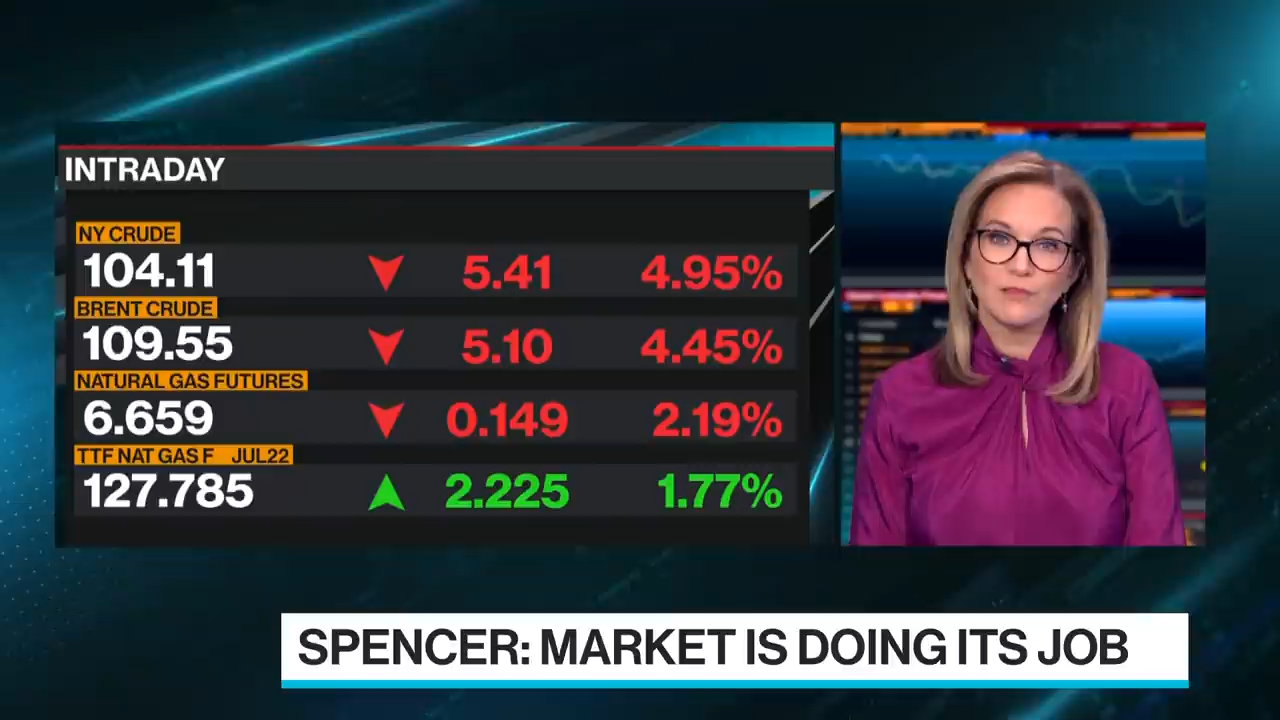 INTRADAY
NY CRUDE
104.11 ▼ 5.41 4.95%
BRENT CRUDE
109.55 ▼ 5.10 4.45%
NATURAL GAS FUTURES
6.659 ▼ 0.149 2.19%
TTF NAT GAS F JUL22
127.785 ▲ 2.225 1.77%
SPENCER: MARKET IS DOING ITS JOB